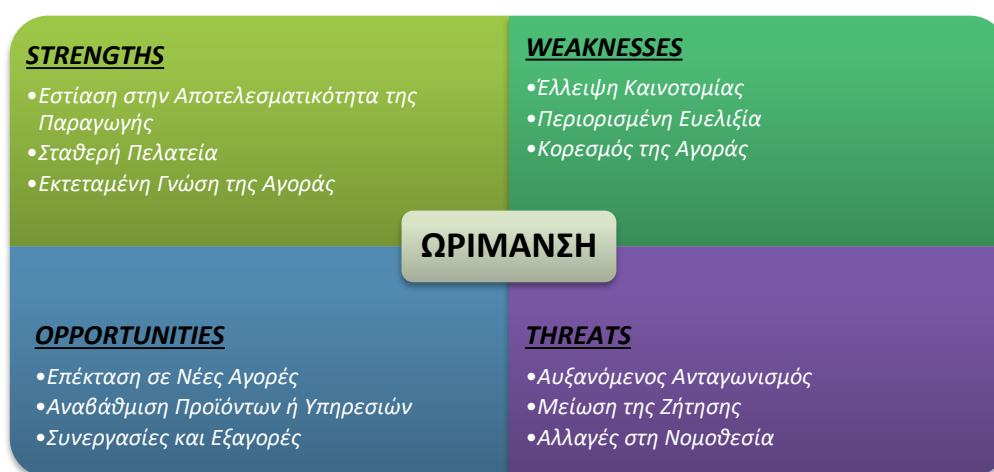 STRENGTHS
•Εστίαση στην Αποτελεσματικότητα της
Παραγωγής
•Σταθερή Πελατεία
•Εκτεταμένη Γνώση της Αγοράς
WEAKNESSES
•Έλλειψη Καινοτομίας
•Περιορισμένη Ευελιξία
•Κορεσμός της Αγοράς
ΩΡΙΜΑΝΣΗ
OPPORTUNITIES
•Επέκταση σε Νέες Αγορές
•Αναβάθμιση Προϊόντων ή Υπηρεσιών
•Συνεργασίες και Εξαγορές
THREATS
•Αυξανόμενος Ανταγωνισμός
•Μείωση της Ζήτησης
•Αλλαγές στη Νομοθεσία